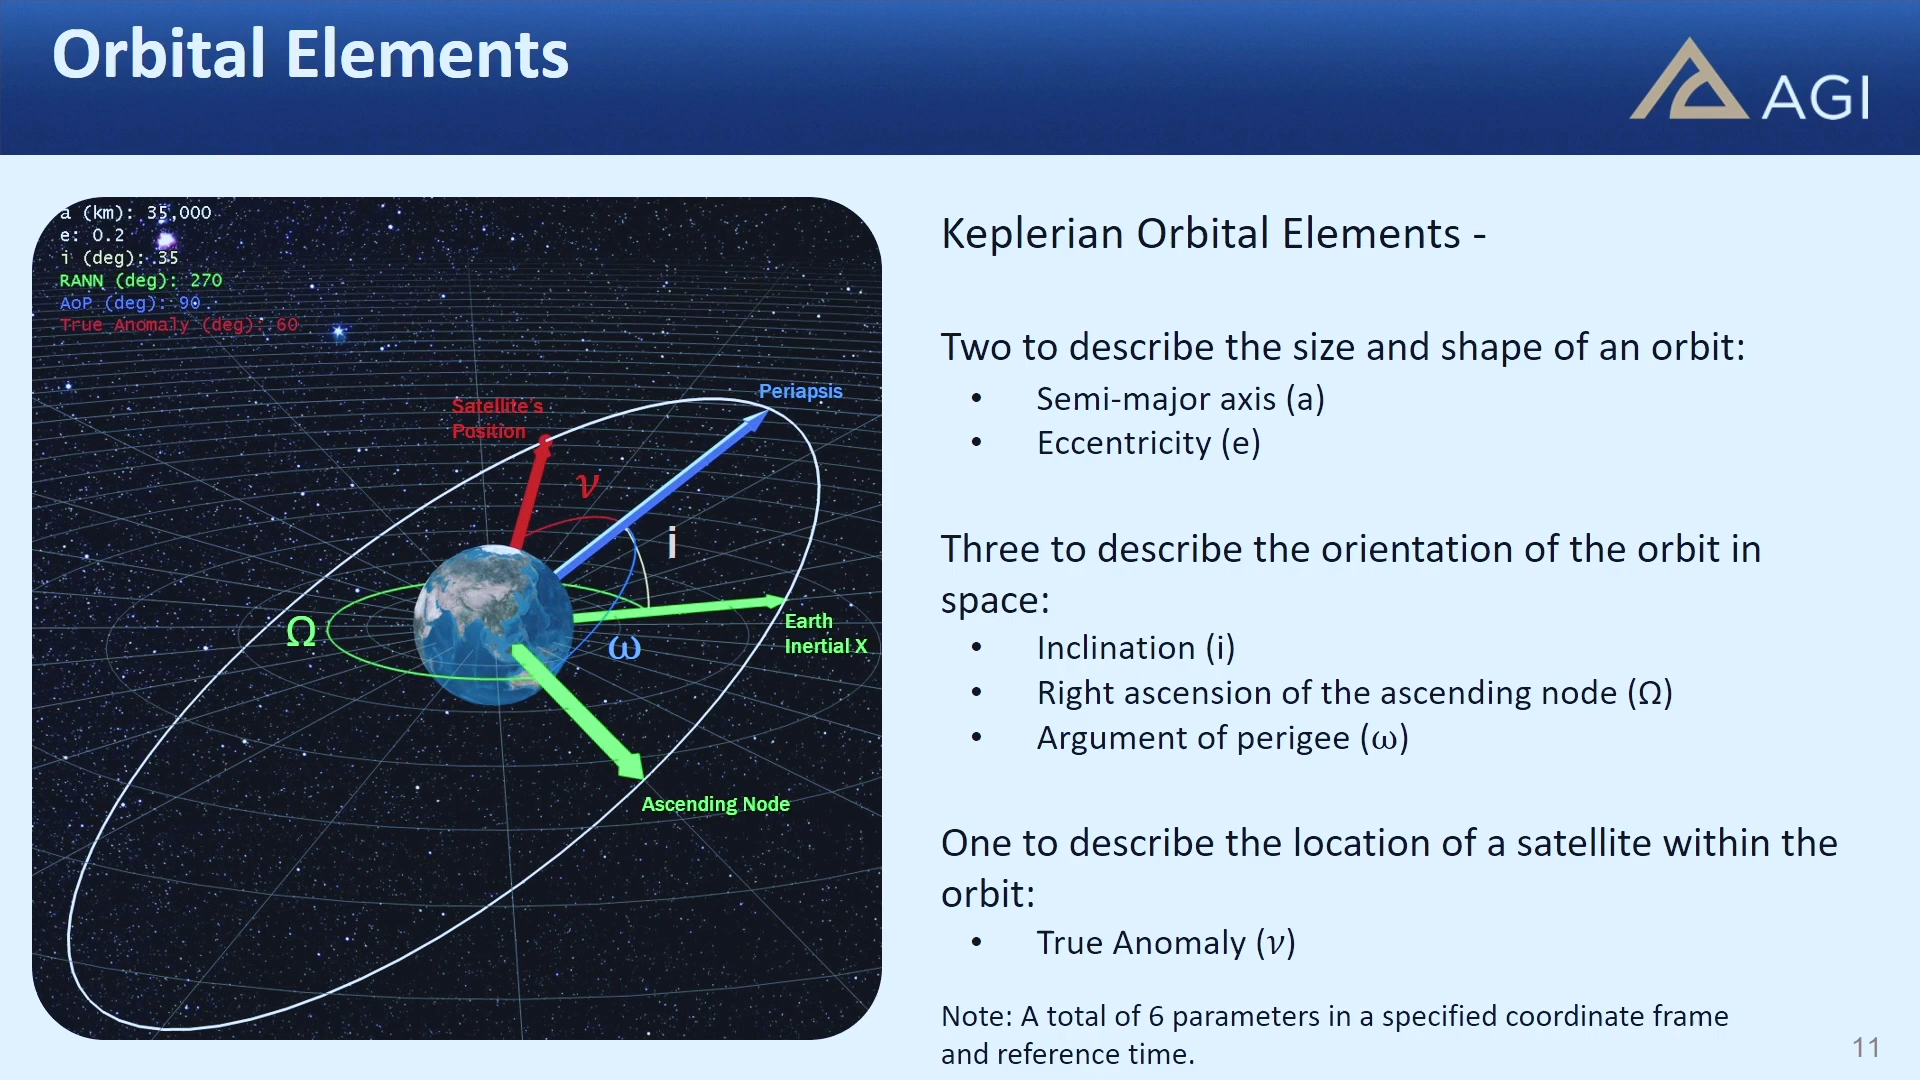 Orbital Elements
AGI
a (km): 35,000
e: 0.2
i (deg): 35
RANN (deg): 270
AoP (deg): 90
True Anomaly (deg): 60
Satellite's
Position
Periapsis
ν
i
Earth
Inertial X
Ω
ω
Ascending Node
Keplerian Orbital Elements -
Two to describe the size and shape of an orbit:
• Semi-major axis (a)
• Eccentricity (e)
Three to describe the orientation of the orbit in
space:
• Inclination (i)
• Right ascension of the ascending node (Ω)
• Argument of perigee (ω)
One to describe the location of a satellite within the
orbit:
• True Anomaly (ν)
Note: A total of 6 parameters in a specified coordinate frame
and reference time.
11